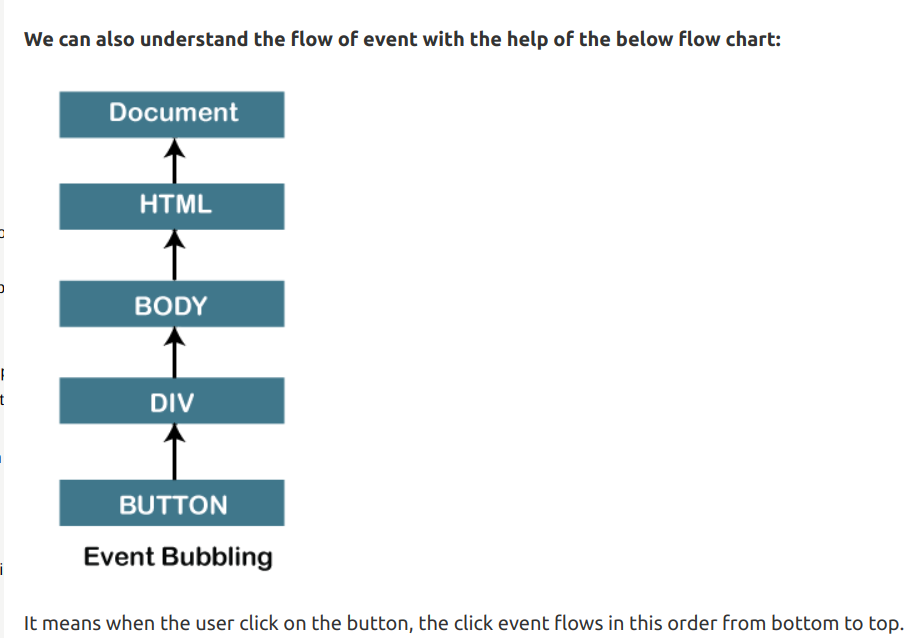 We can also understand the flow of event with the help of the below flow chart:
Document
HTML
BODY
DIV
BUTTON
Event Bubbling
It means when the user click on the button, the click event flows in this order from bottom to top.